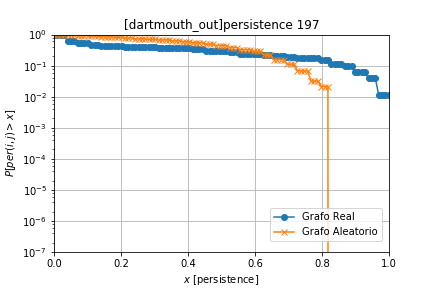 [dartmouth_out]persistence 197
P[per(i, j) > x]
10^0
10^-1
10^-2
10^-3
10^-4
10^-5
10^-6
10^-7
Grafo Real
Grafo Aleatorio
0.0 0.2 0.4 0.6 0.8 1.0
x [persistence]